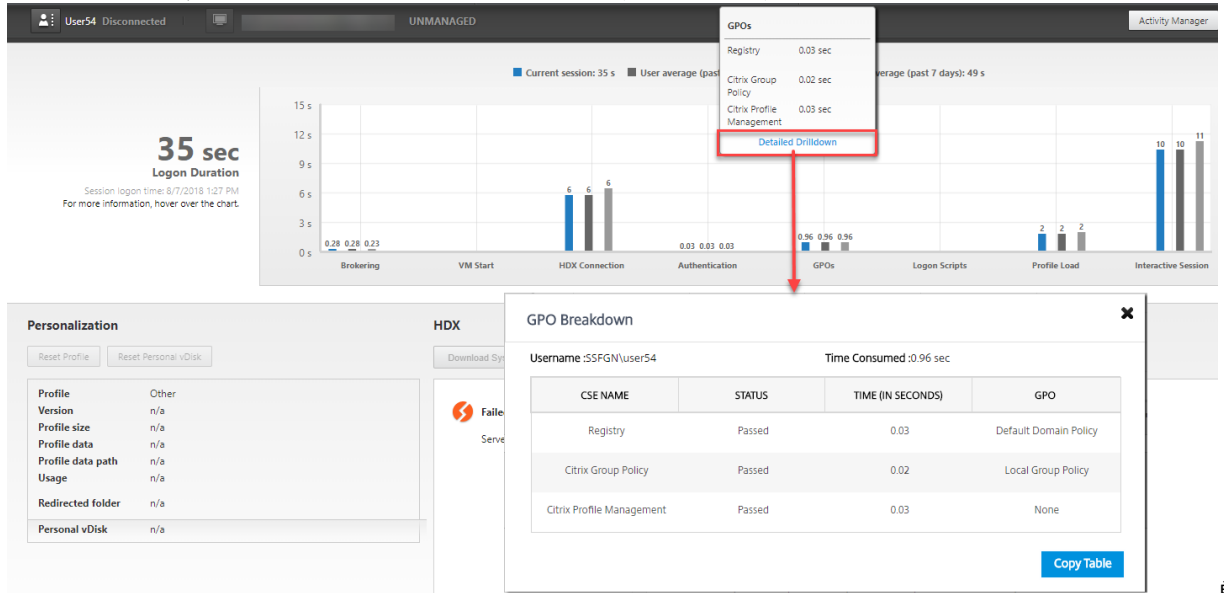 User54 Disconnected
UNMANAGED
Activity Manager
GPOs
Registry 0.03 sec
Citrix Group 0.02 sec
Policy
Citrix Profile 0.03 sec
Management
Detailed Drilldown
Current session: 35 s User average (pas
verage (past 7 days): 49 s
35 sec
Logon Duration
Session logon time: 8/7/2018 1:27 PM
For more information, hover over the chart.
15 s
12 s
9 s
6 s
3 s
0 s
0.28 0.28 0.23
6 6 6
0.03 0.03 0.03
0.96 0.96 0.96
2 2 2
10 10 11
Brokering VM Start HDX Connection Authentication GPOs Logon Scripts Profile Load Interactive Session
Personalization
Reset Profile Reset Personal vDisk
Profile Other
Version n/a
Profile size n/a
Profile data n/a
Profile data path n/a
Usage n/a
Redirected folder n/a
Personal vDisk n/a
HDX
Download Sy
Faile
Serve
GPO Breakdown
Username :SSFGN\user54 Time Consumed :0.96 sec
CSE NAME STATUS TIME (IN SECONDS) GPO
Registry Passed 0.03 Default Domain Policy
Citrix Group Policy Passed 0.02 Local Group Policy
Citrix Profile Management Passed 0.03 None
Copy Table